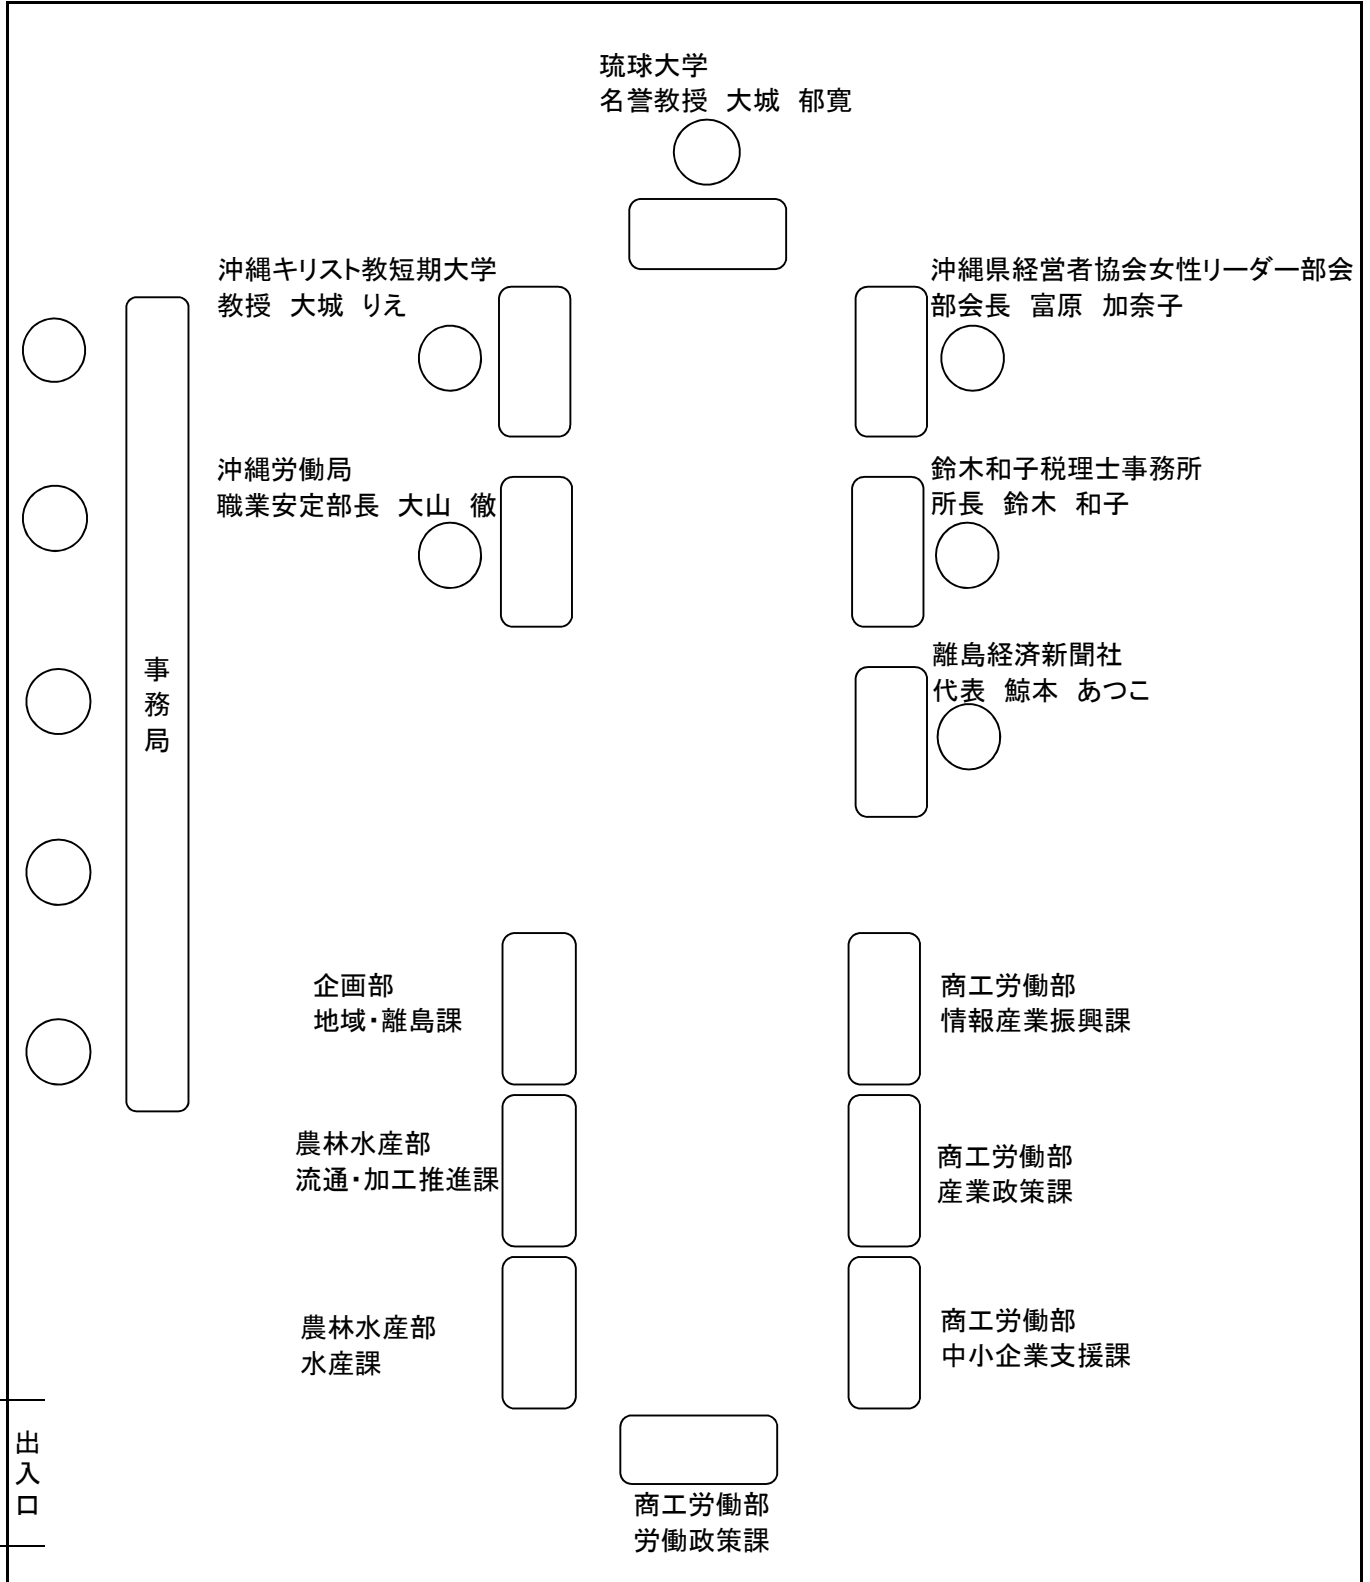 琉球大学
名誉教授　大城　郁寛
沖縄キリスト教短期大学
教授　大城　りえ
沖縄県経営者協会女性リーダー部会
部会長　富原　加奈子
沖縄労働局
職業安定部長　大山　徹
鈴木和子税理士事務所
所長　鈴木　和子
離島経済新聞社
代表　鯨本　あつこ
事務局
企画部
地域・離島課
商工労働部
情報産業振興課
農林水産部
流通・加工推進課
商工労働部
産業政策課
農林水産部
水産課
商工労働部
中小企業支援課
出入口
商工労働部
労働政策課